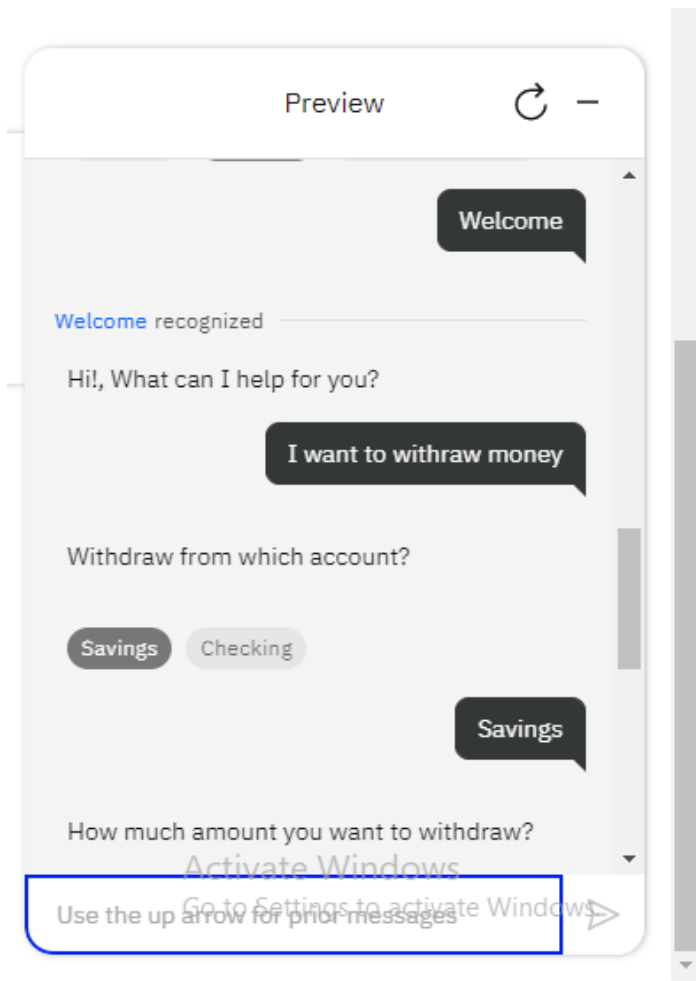 Preview
Welcome
Welcome recognized
Hi!, What can I help for you?
I want to withraw money
Withdraw from which account?
Savings Checking
Savings
How much amount you want to withdraw?
Activate Windows
Go to Settings to activate Windows.
Use the up arrow for prior messages